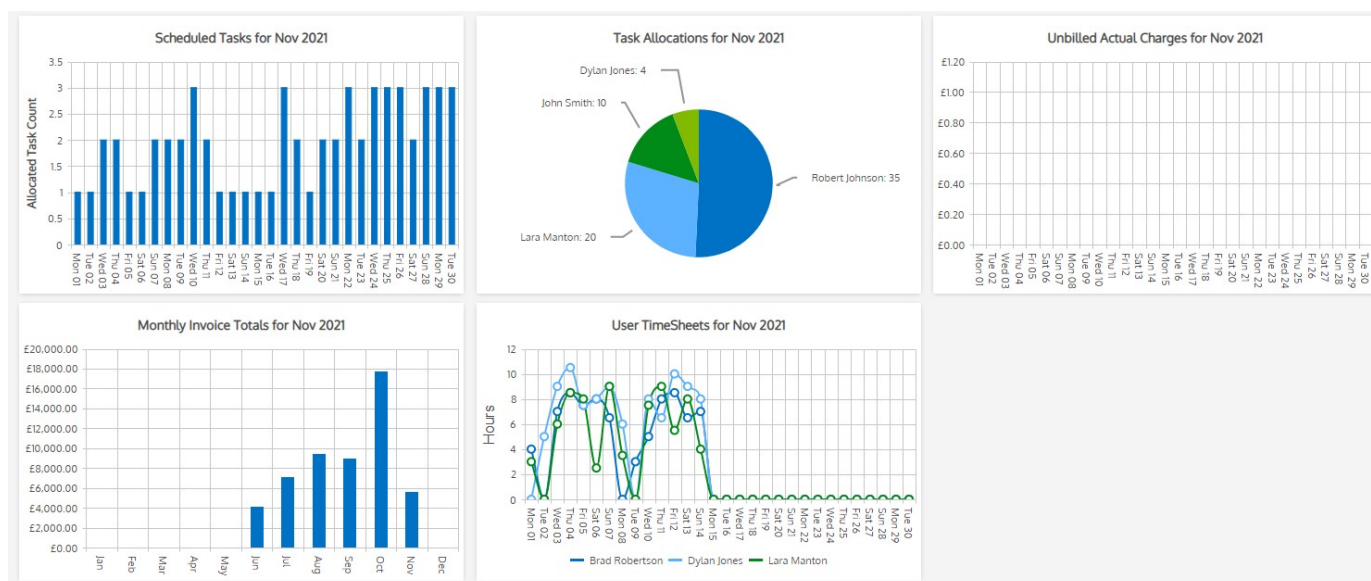 Scheduled Tasks for Nov 2021
Allocated Task Count
3.5
3
2.5
2
1.5
1
0.5
0
Mon 01
Tue 02
Wed 03
Thu 04
Fri 05
Sat 06
Sun 07
Mon 08
Tue 09
Wed 10
Thu 11
Fri 12
Sat 13
Sun 14
Mon 15
Tue 16
Wed 17
Thu 18
Fri 19
Sat 20
Sun 21
Mon 22
Tue 23
Wed 24
Thu 25
Fri 26
Sat 27
Sun 28
Mon 29
Tue 30
Task Allocations for Nov 2021
Dylan Jones: 4
John Smith: 10
Robert Johnson: 35
Lara Manton: 20
Unbilled Actual Charges for Nov 2021
£1.20
£1.00
£0.80
£0.60
£0.40
£0.20
£0.00
Mon 01
Tue 02
Wed 03
Thu 04
Fri 05
Sat 06
Sun 07
Mon 08
Tue 09
Wed 10
Thu 11
Fri 12
Sat 13
Sun 14
Mon 15
Tue 16
Wed 17
Thu 18
Fri 19
Sat 20
Sun 21
Mon 22
Tue 23
Wed 24
Thu 25
Fri 26
Sat 27
Sun 28
Mon 29
Tue 30
Monthly Invoice Totals for Nov 2021
£20,000.00
£18,000.00
£16,000.00
£14,000.00
£12,000.00
£10,000.00
£8,000.00
£6,000.00
£4,000.00
£2,000.00
£0.00
Jan
Feb
Mar
Apr
May
Jun
Jul
Aug
Sep
Oct
Nov
Dec
User TimeSheets for Nov 2021
Hours
12
10
8
6
4
2
0
Mon 01
Tue 02
Wed 03
Thu 04
Fri 05
Sat 06
Sun 07
Mon 08
Tue 09
Wed 10
Thu 11
Fri 12
Sat 13
Sun 14
Mon 15
Tue 16
Wed 17
Thu 18
Fri 19
Sat 20
Sun 21
Mon 22
Tue 23
Wed 24
Thu 25
Fri 26
Sat 27
Sun 28
Mon 29
Tue 30
Brad Robertson Dylan Jones Lara Manton